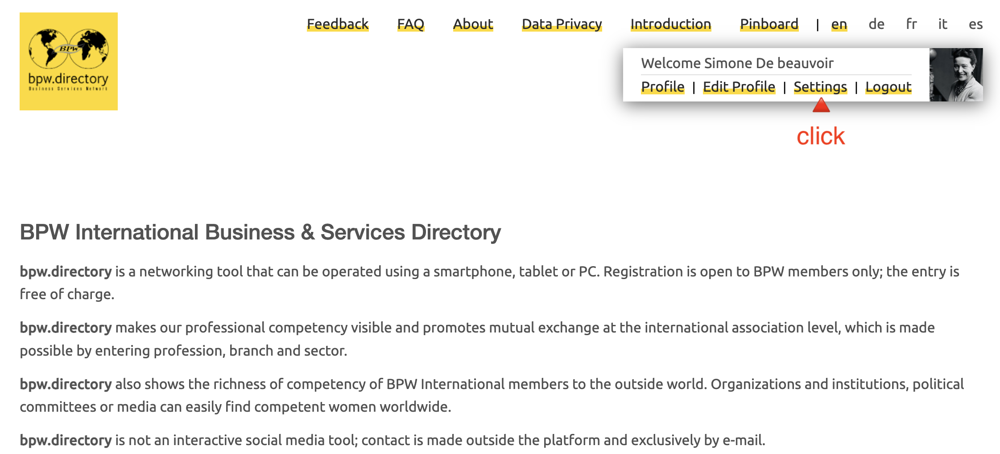 BPW
bpw.directory
Business Services Network
Feedback FAQ About Data Privacy Introduction Pinboard | en de fr it es
Welcome Simone De beauvoir
Profile | Edit Profile | Settings | Logout
click
BPW International Business & Services Directory
bpw.directory is a networking tool that can be operated using a smartphone, tablet or PC. Registration is open to BPW members only; the entry is
free of charge.
bpw.directory makes our professional competency visible and promotes mutual exchange at the international association level, which is made
possible by entering profession, branch and sector.
bpw.directory also shows the richness of competency of BPW International members to the outside world. Organizations and institutions, political
committees or media can easily find competent women worldwide.
bpw.directory is not an interactive social media tool; contact is made outside the platform and exclusively by e-mail.